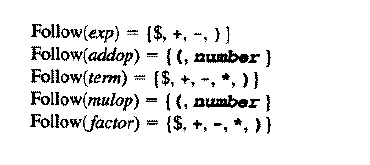 Follow(exp) = {$, +, -, ) }
Follow(addop) = { (, number }
Follow(term) = {$, +, -, *, ) }
Follow(mulop) = { (, number }
Follow(factor) = {$, +, -, *, ) }